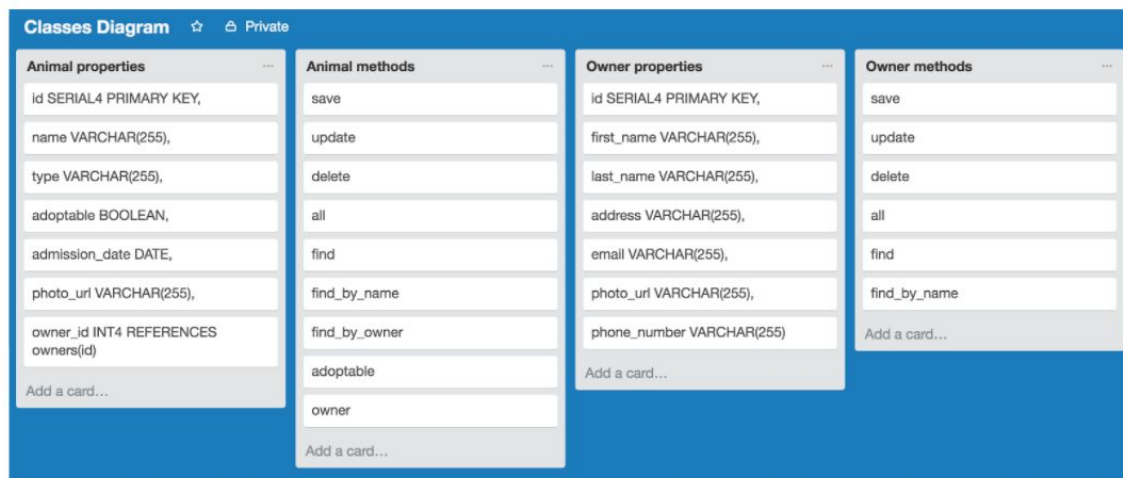 Classes Diagram Private
Animal properties
id SERIAL4 PRIMARY KEY,
name VARCHAR(255),
type VARCHAR(255),
adoptable BOOLEAN,
admission_date DATE,
photo_url VARCHAR(255),
owner_id INT4 REFERENCES
owners(id)
Add a card...
Animal methods
save
update
delete
all
find
find_by_name
find_by_owner
adoptable
owner
Add a card...
Owner properties
id SERIAL4 PRIMARY KEY,
first_name VARCHAR(255),
last_name VARCHAR(255),
address VARCHAR(255),
email VARCHAR(255),
photo_url VARCHAR(255),
phone_number VARCHAR(255)
Add a card...
Owner methods
save
update
delete
all
find
find_by_name
Add a card...